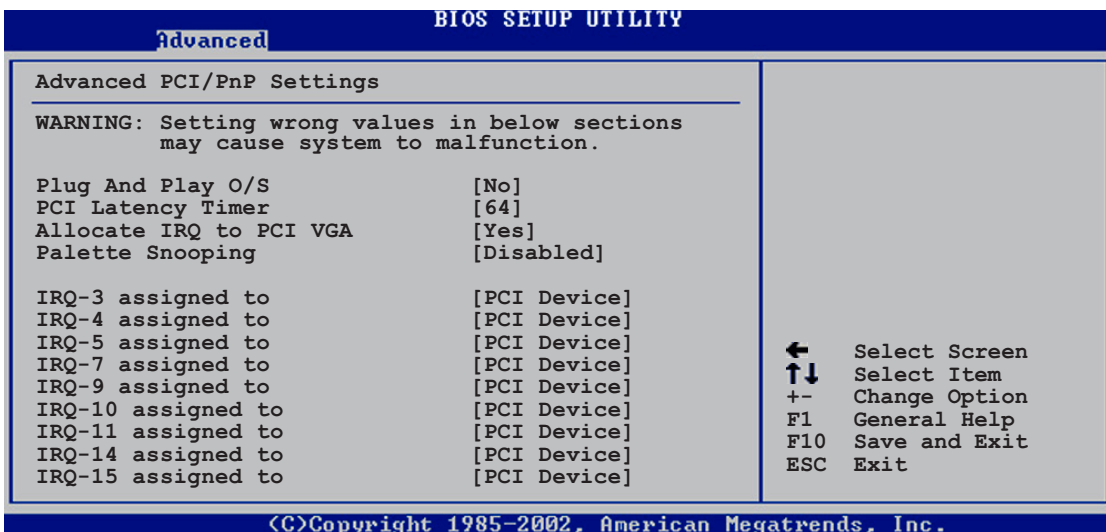 BIOS SETUP UTILITY
Advanced
Advanced PCI/PnP Settings
WARNING: Setting wrong values in below sections
may cause system to malfunction.
Plug And Play O/S [No]
PCI Latency Timer [64]
Allocate IRQ to PCI VGA [Yes]
Palette Snooping [Disabled]
IRQ-3 assigned to [PCI Device]
IRQ-4 assigned to [PCI Device]
IRQ-5 assigned to [PCI Device]
IRQ-7 assigned to [PCI Device]
IRQ-9 assigned to [PCI Device]
IRQ-10 assigned to [PCI Device]
IRQ-11 assigned to [PCI Device]
IRQ-14 assigned to [PCI Device]
IRQ-15 assigned to [PCI Device]
← Select Screen
↑↓ Select Item
+- Change Option
F1 General Help
F10 Save and Exit
ESC Exit
(C)Copyright 1985-2002, American Megatrends, Inc.